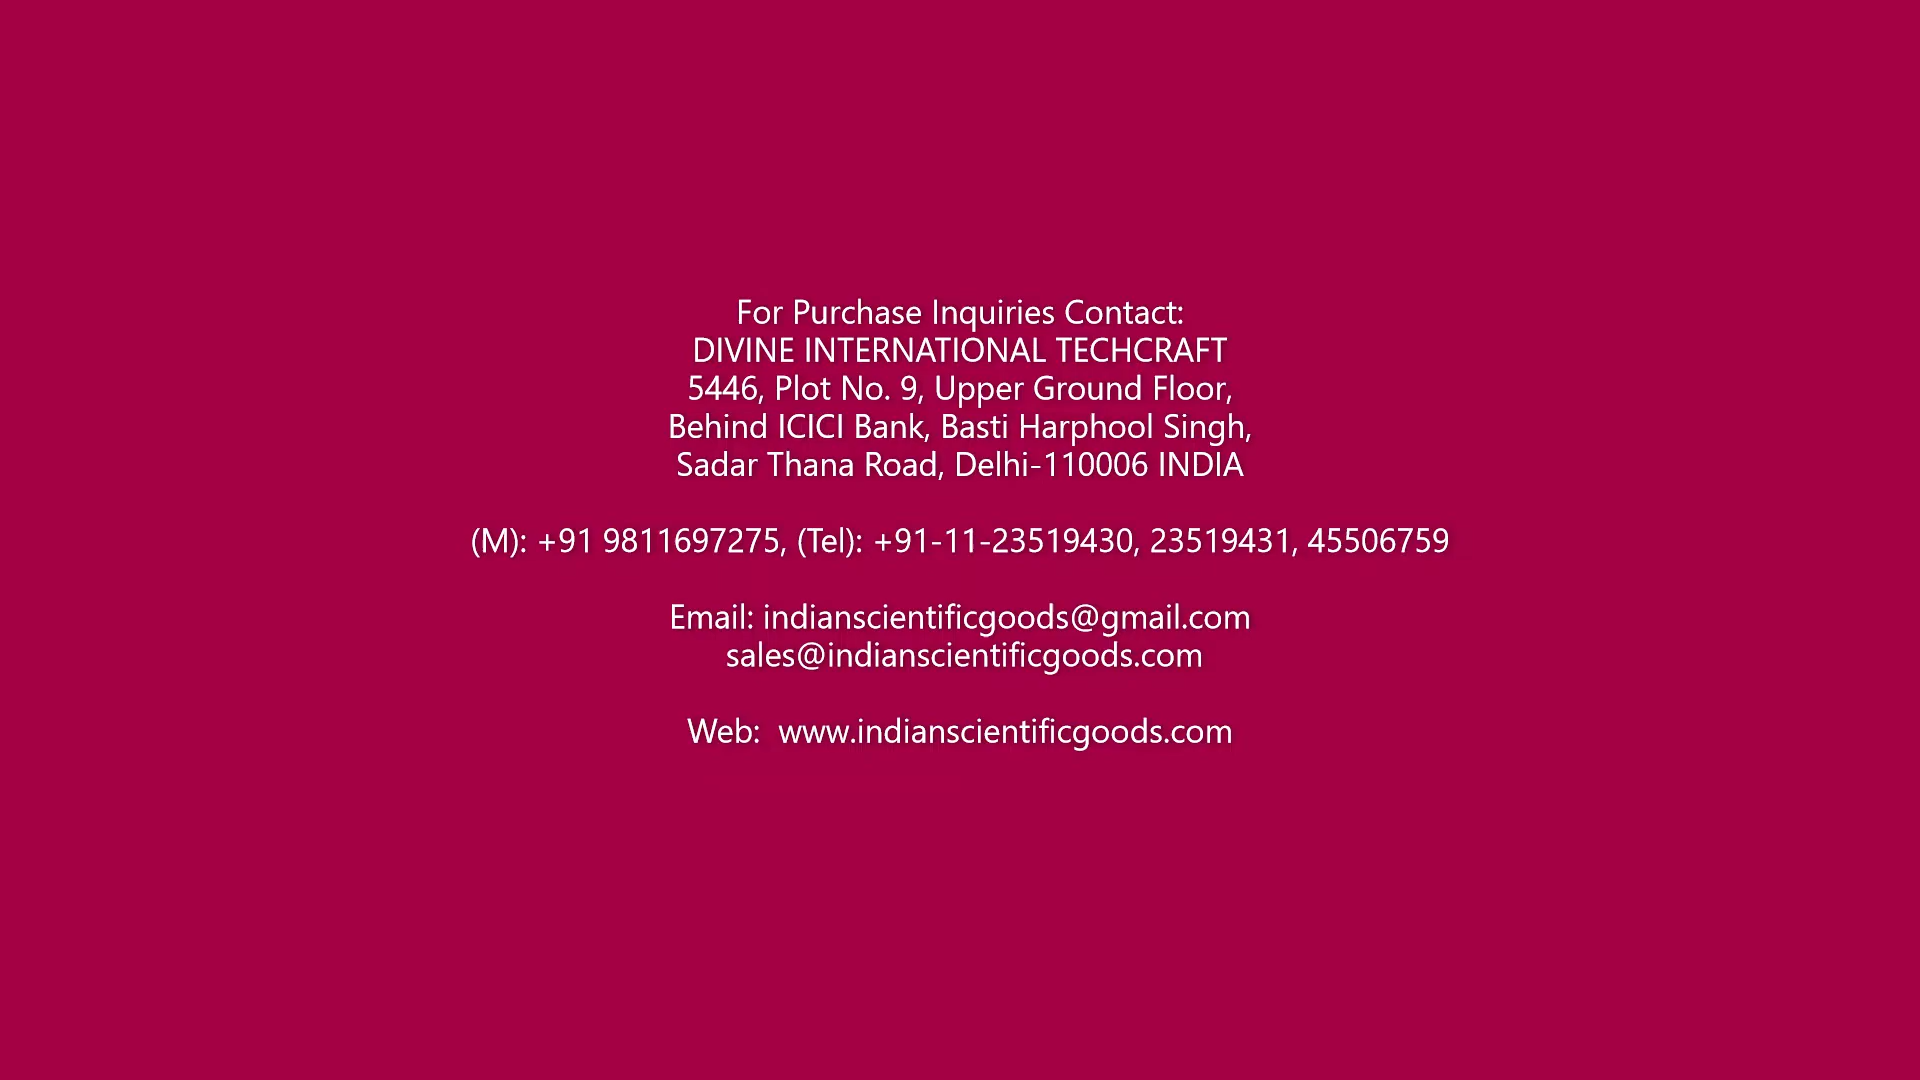 For Purchase Inquiries Contact:
DIVINE INTERNATIONAL TECHCRAFT
5446, Plot No. 9, Upper Ground Floor,
Behind ICICI Bank, Basti Harphool Singh,
Sadar Thana Road, Delhi-110006 INDIA
(M): +91 9811697275, (Tel): +91-11-23519430, 23519431, 45506759
Email: indianscientificgoods@gmail.com
sales@indianscientificgoods.com
Web:  www.indianscientificgoods.com